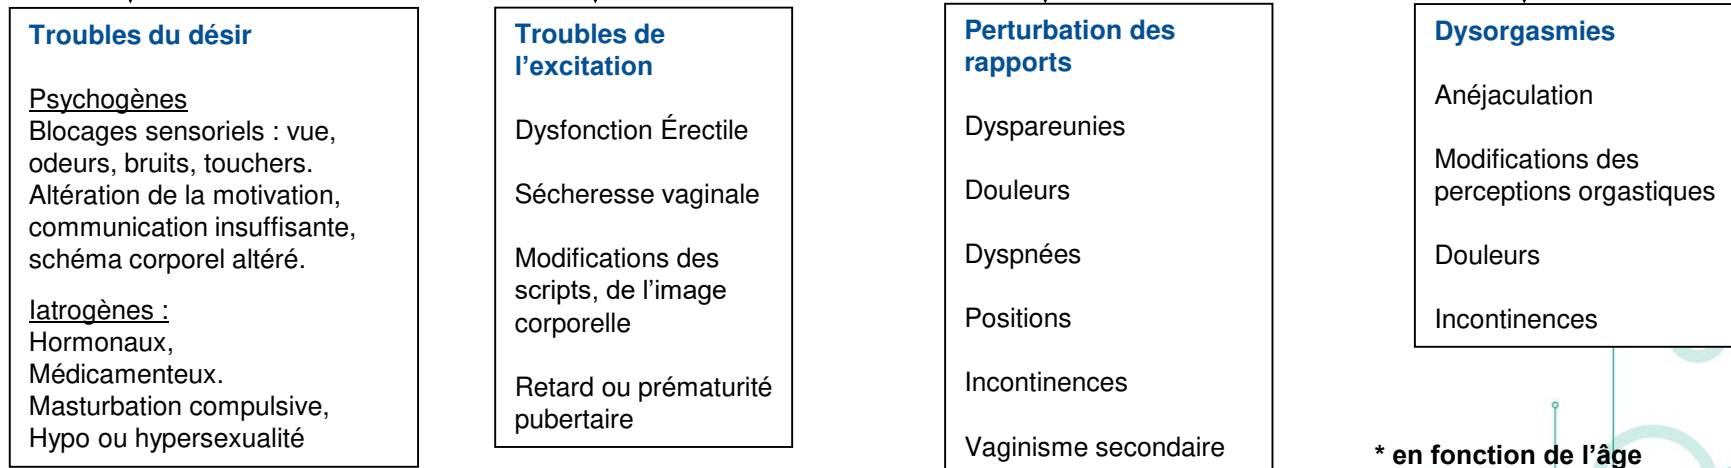 Troubles du désir
Psychogènes
Blocages sensoriels : vue,
odeurs, bruits, touchers.
Altération de la motivation,
communication insuffisante,
schéma corporel altéré.
Iatrogènes :
Hormonaux,
Médicamenteux.
Masturbation compulsive,
Hypo ou hypersexualité
Troubles de
l’excitation
Dysfonction Érectile
Sécheresse vaginale
Modifications des
scripts, de l’image
corporelle
Retard ou prématurité
pubertaire
Perturbation des
rapports
Dyspareunies
Douleurs
Dyspnées
Positions
Incontinences
Vaginisme secondaire
Dysorgasmies
Anéjaculation
Modifications des
perceptions orgastiques
Douleurs
Incontinences
* en fonction de l’âge